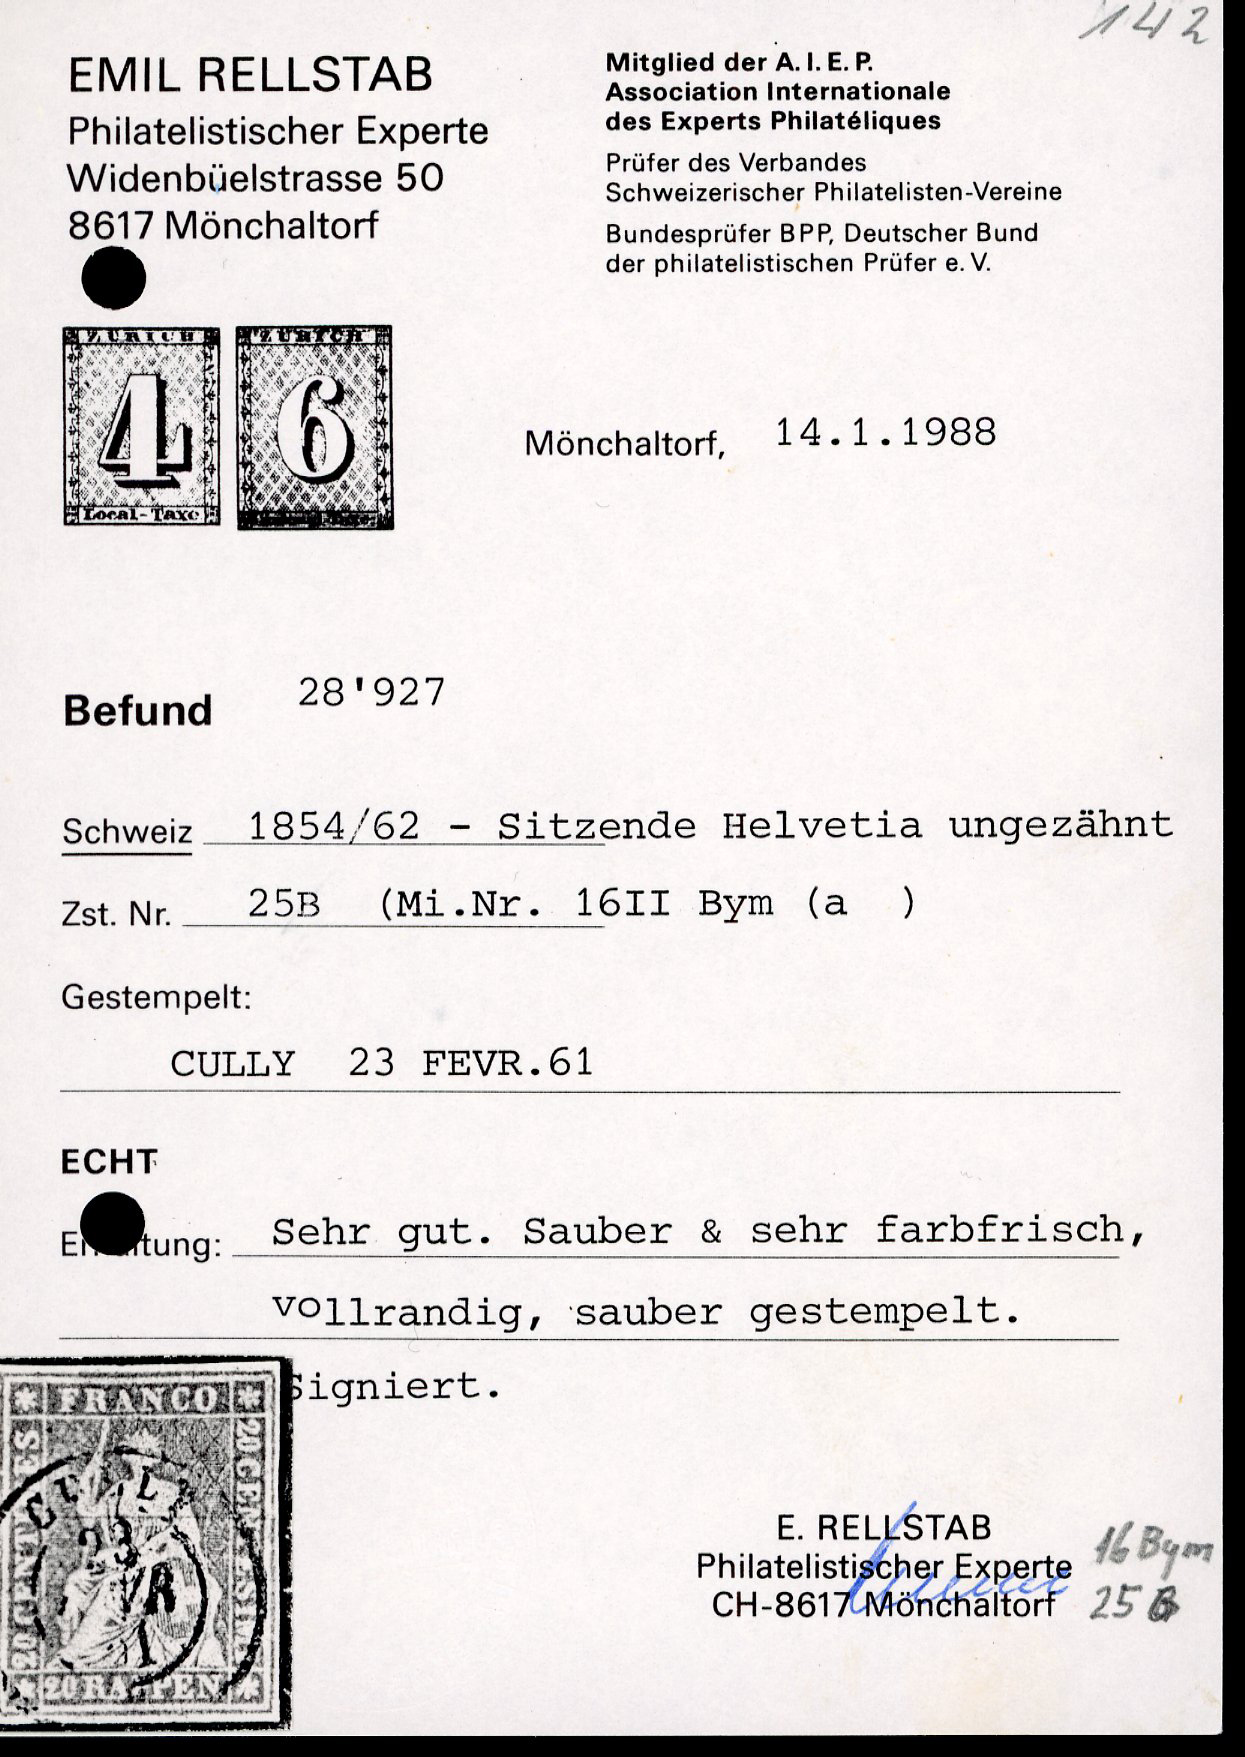 142
EMIL RELLSTAB
Philatelistischer Experte
Widenbüelstrasse 50
8617 Mönchaltorf
Mitglied der A.I.E.P.
Association Internationale
des Experts Philatéliques
Prüfer des Verbandes
Schweizerischer Philatelisten-Vereine
Bundesprüfer BPP, Deutscher Bund
der philatelistischen Prüfer e.V.
ZÜRICH ZÜRICH
4 6
Local-Taxe
Mönchaltorf, 14.1.1988
Befund 28'927
Schweiz 1854/62 - Sitzende Helvetia ungezähnt
Zst. Nr. 25B (Mi.Nr. 16II Bym (a )
Gestempelt:
CULLY 23 FEVR.61
ECHT
Sehr gut. Sauber & sehr farbfrisch,
vollrandig, sauber gestempelt.
Signiert.
FRANCO
20 RAPPEN
E. RELLSTAB
Philatelistischer Experte
CH-8617 Mönchaltorf
16 Bym
25 B